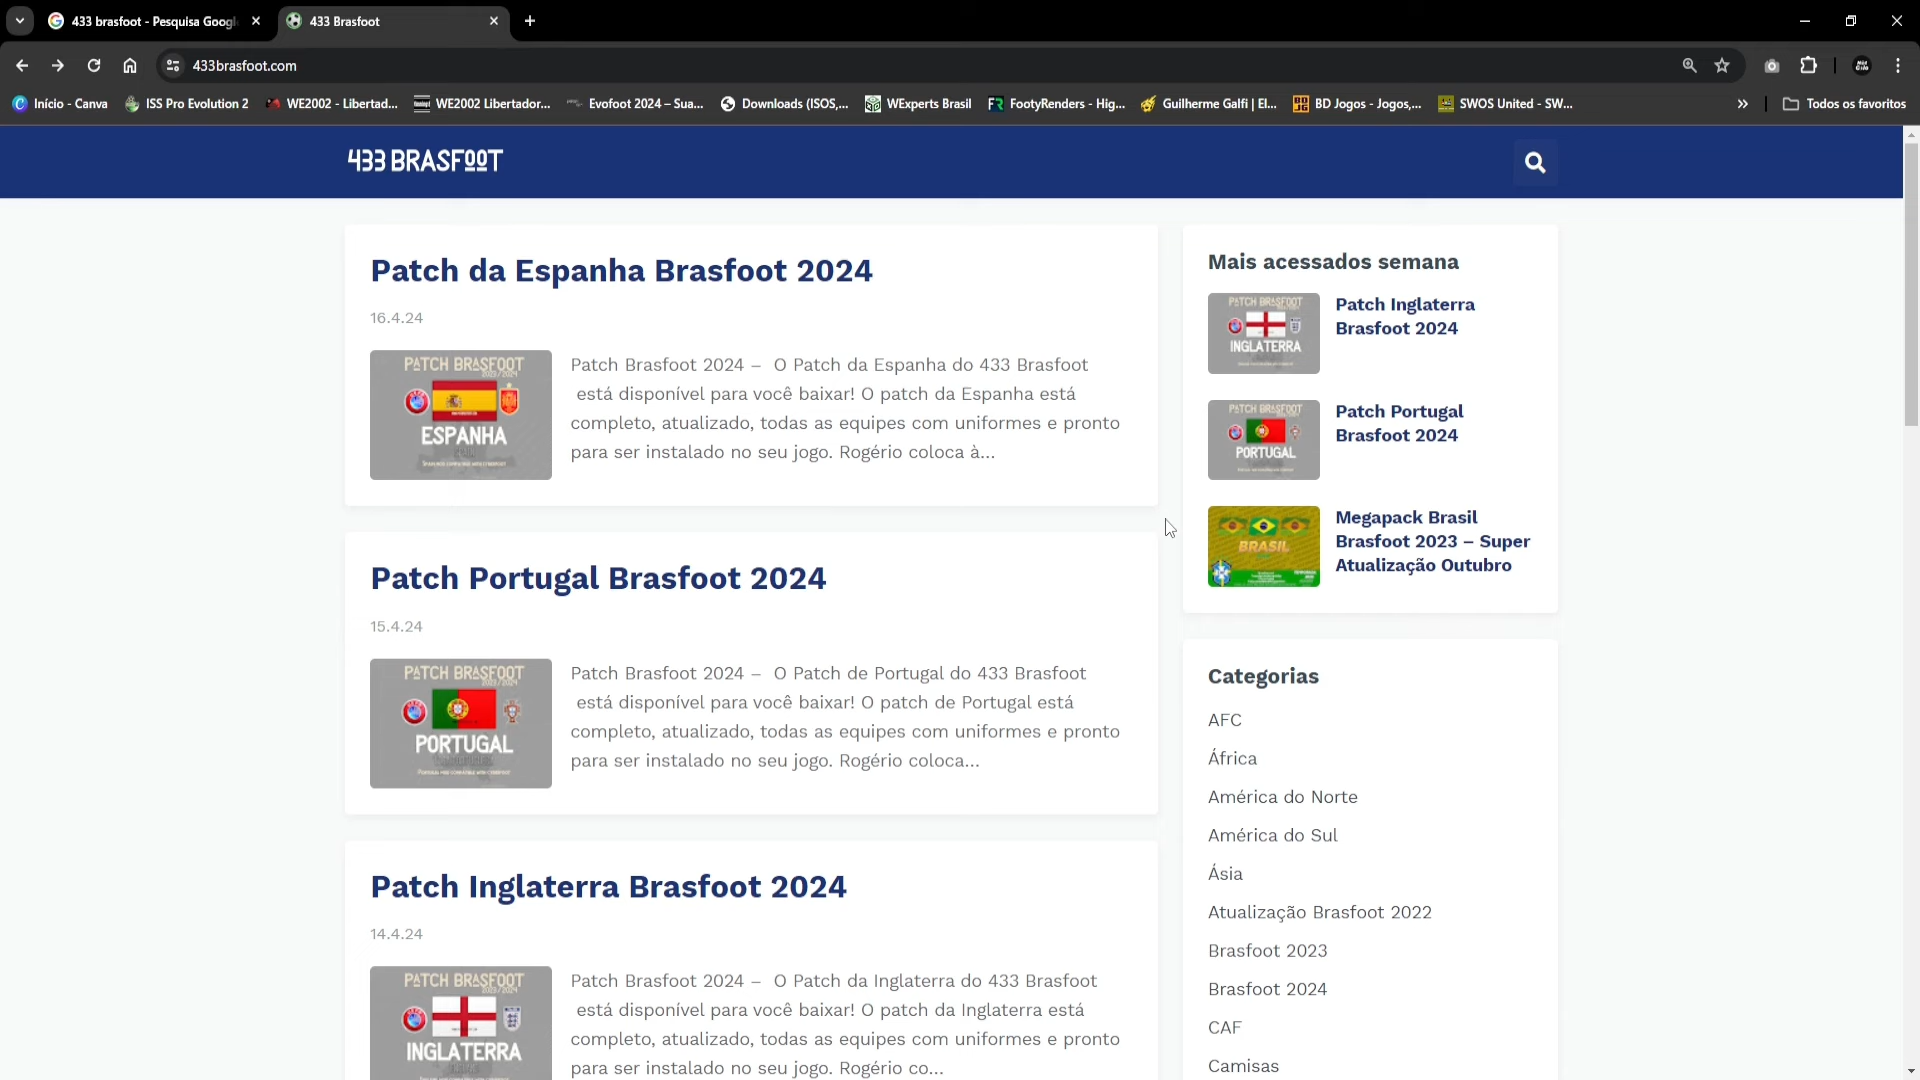 433 brasfoot - Pesquisa Googl
433 Brasfoot
433brasfoot.com
Início - Canva
ISS Pro Evolution 2
WE2002 - Libertad...
WE2002 Libertador...
Evofoot 2024 – Sua...
Downloads (ISOS,...
WExperts Brasil
FootyRenders - Hig...
Guilherme Galfi | El...
BD Jogos - Jogos,...
SWOS United - SW...
Todos os favoritos
433 BRASFOOT
Patch da Espanha Brasfoot 2024
16.4.24
PATCH BRASFOOT
2023/2024
ESPANHA
Patch Brasfoot 2024 –  O Patch da Espanha do 433 Brasfoot
está disponível para você baixar! O patch da Espanha está
completo, atualizado, todas as equipes com uniformes e pronto
para ser instalado no seu jogo. Rogério coloca à...
Patch Portugal Brasfoot 2024
15.4.24
PATCH BRASFOOT
2023/2024
PORTUGAL
Patch Brasfoot 2024 –  O Patch de Portugal do 433 Brasfoot
está disponível para você baixar! O patch de Portugal está
completo, atualizado, todas as equipes com uniformes e pronto
para ser instalado no seu jogo. Rogério coloca...
Patch Inglaterra Brasfoot 2024
14.4.24
PATCH BRASFOOT
2023/2024
INGLATERRA
Patch Brasfoot 2024 –  O Patch da Inglaterra do 433 Brasfoot
está disponível para você baixar! O patch da Inglaterra está
completo, atualizado, todas as equipes com uniformes e pronto
para ser instalado no seu jogo. Rogério co...
Mais acessados semana
PATCH BRASFOOT
INGLATERRA
Patch Inglaterra
Brasfoot 2024
PATCH BRASFOOT
PORTUGAL
Patch Portugal
Brasfoot 2024
BRASIL
Megapack Brasil
Brasfoot 2023 – Super
Atualização Outubro
Categorias
AFC
África
América do Norte
América do Sul
Ásia
Atualização Brasfoot 2022
Brasfoot 2023
Brasfoot 2024
CAF
Camisas